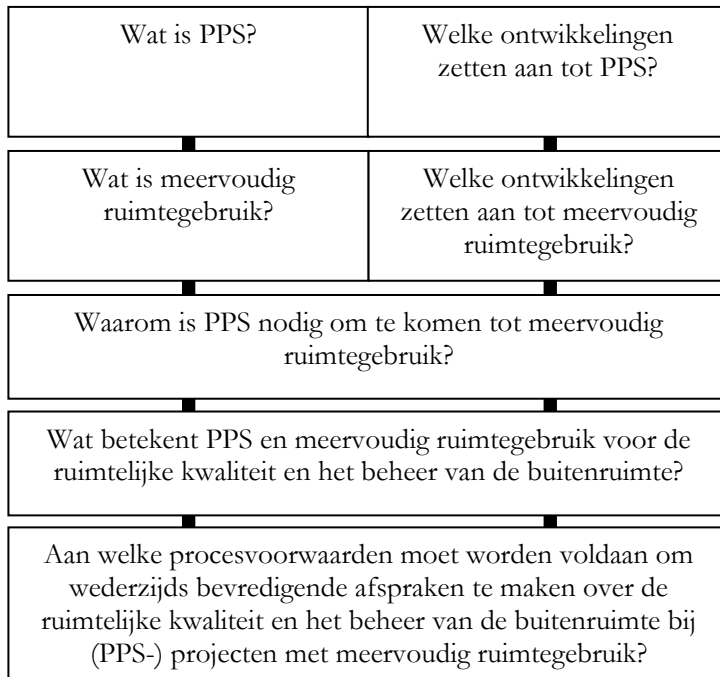 Wat is PPS?
Welke ontwikkelingen
zetten aan tot PPS?
Wat is meervoudig
ruimtegebruik?
Welke ontwikkelingen
zetten aan tot meervoudig
ruimtegebruik?
Waarom is PPS nodig om te komen tot meervoudig
ruimtegebruik?
Wat betekent PPS en meervoudig ruimtegebruik voor de
ruimtelijke kwaliteit en het beheer van de buitenruimte?
Aan welke procesvoorwaarden moet worden voldaan om
wederzijds bevredigende afspraken te maken over de
ruimtelijke kwaliteit en het beheer van de buitenruimte bij
(PPS-) projecten met meervoudig ruimtegebruik?